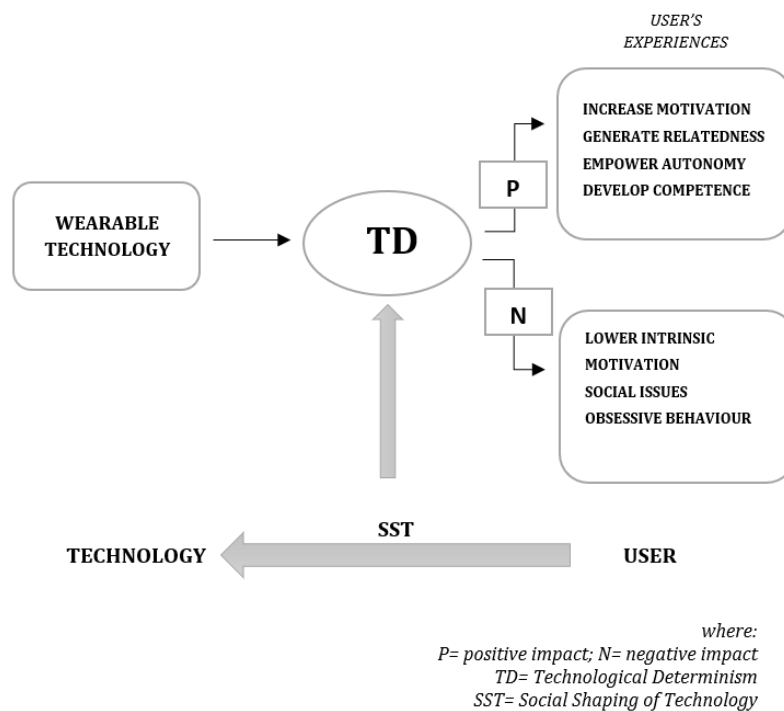 USER'S
EXPERIENCES
INCREASE MOTIVATION
GENERATE RELATEDNESS
EMPOWER AUTONOMY
DEVELOP COMPETENCE
P
WEARABLE
TECHNOLOGY
TD
N
LOWER INTRINSIC
MOTIVATION
SOCIAL ISSUES
OBSESSIVE BEHAVIOUR
SST
TECHNOLOGY
USER
where:
P= positive impact; N= negative impact
TD= Technological Determinism
SST= Social Shaping of Technology